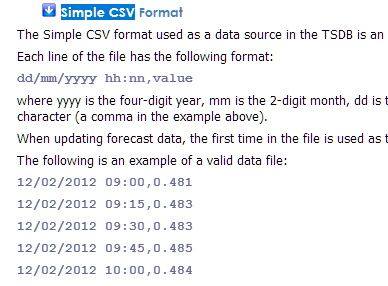 Simple CSV Format
The Simple CSV format used as a data source in the TSDB is an
Each line of the file has the following format:
dd/mm/yyyy hh:nn,value
where yyyy is the four-digit year, mm is the 2-digit month, dd is t
character (a comma in the example above).
When updating forecast data, the first time in the file is used as t
The following is an example of a valid data file:
12/02/2012 09:00,0.481
12/02/2012 09:15,0.483
12/02/2012 09:30,0.483
12/02/2012 09:45,0.485
12/02/2012 10:00,0.484